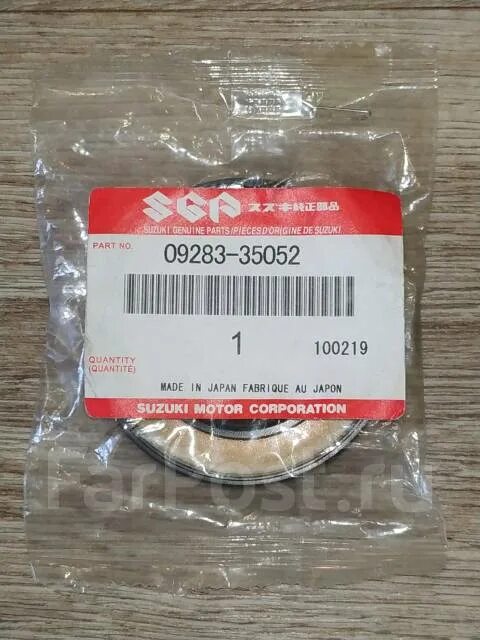 SGP スズキ純正部品
SUZUKI GENUINE PARTS/PIECES D'ORIGINE DE SUZUKI
PART NO. 09283-35052
1 100219
QUANTITY
(QUANTITÉ)
MADE IN JAPAN FABRIQUE AU JAPON
SUZUKI MOTOR CORPORATION
FarPost.ru